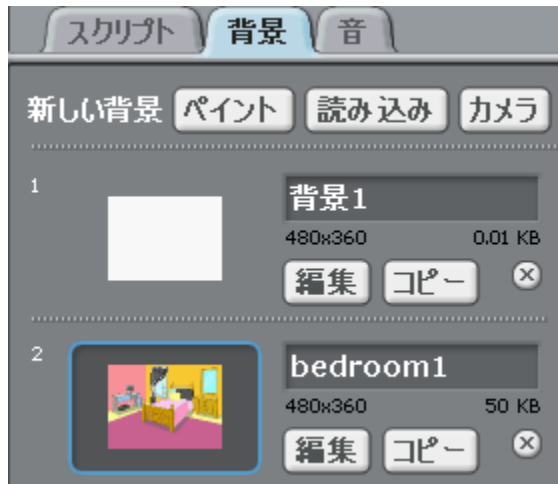 スクリプト 背景 音
新しい背景 ペイント 読み込み カメラ
1
背景1
480x360 0.01 KB
編集 コピー
2
bedroom1
480x360 50 KB
編集 コピー